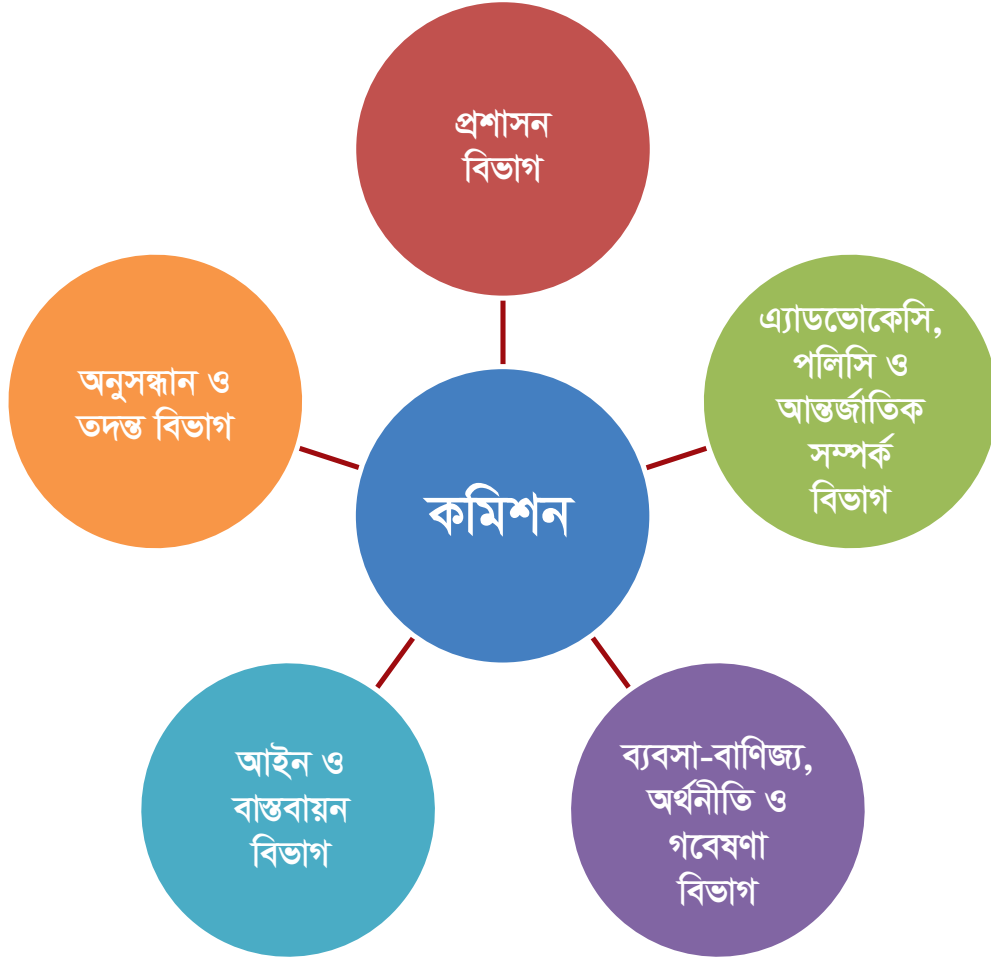 প্রশাসন
বিভাগ
এ্যাডভোকেসি,
পলিসি ও
আন্তর্জাতিক
সম্পর্ক
বিভাগ
অনুসন্ধান ও
তদন্ত বিভাগ
কমিশন
আইন ও
বাস্তবায়ন
বিভাগ
ব্যবসা-বাণিজ্য,
অর্থনীতি ও
গবেষণা
বিভাগ